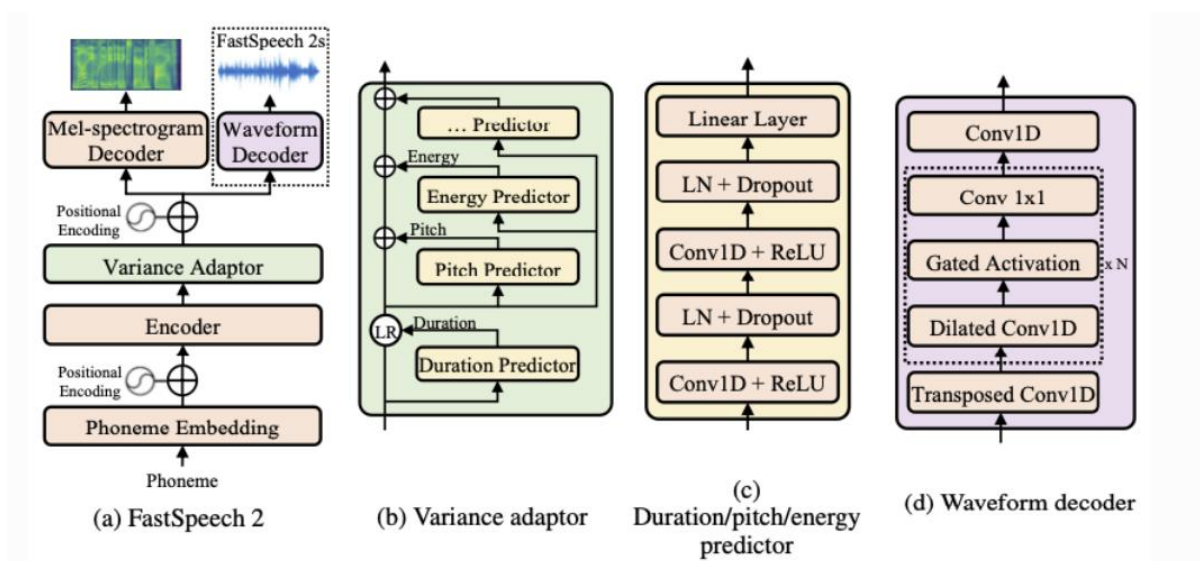 FastSpeech 2s
Mel-spectrogram
Decoder
Waveform
Decoder
Positional
Encoding
Variance Adaptor
Encoder
Positional
Encoding
Phoneme Embedding
Phoneme
(a) FastSpeech 2
... Predictor
Energy
Energy Predictor
Pitch
Pitch Predictor
LR
Duration
Duration Predictor
(b) Variance adaptor
Linear Layer
LN + Dropout
Conv1D + ReLU
LN + Dropout
Conv1D + ReLU
(c)
Duration/pitch/energy
predictor
Conv1D
Conv 1x1
Gated Activation
x N
Dilated Conv1D
Transposed Conv1D
(d) Waveform decoder